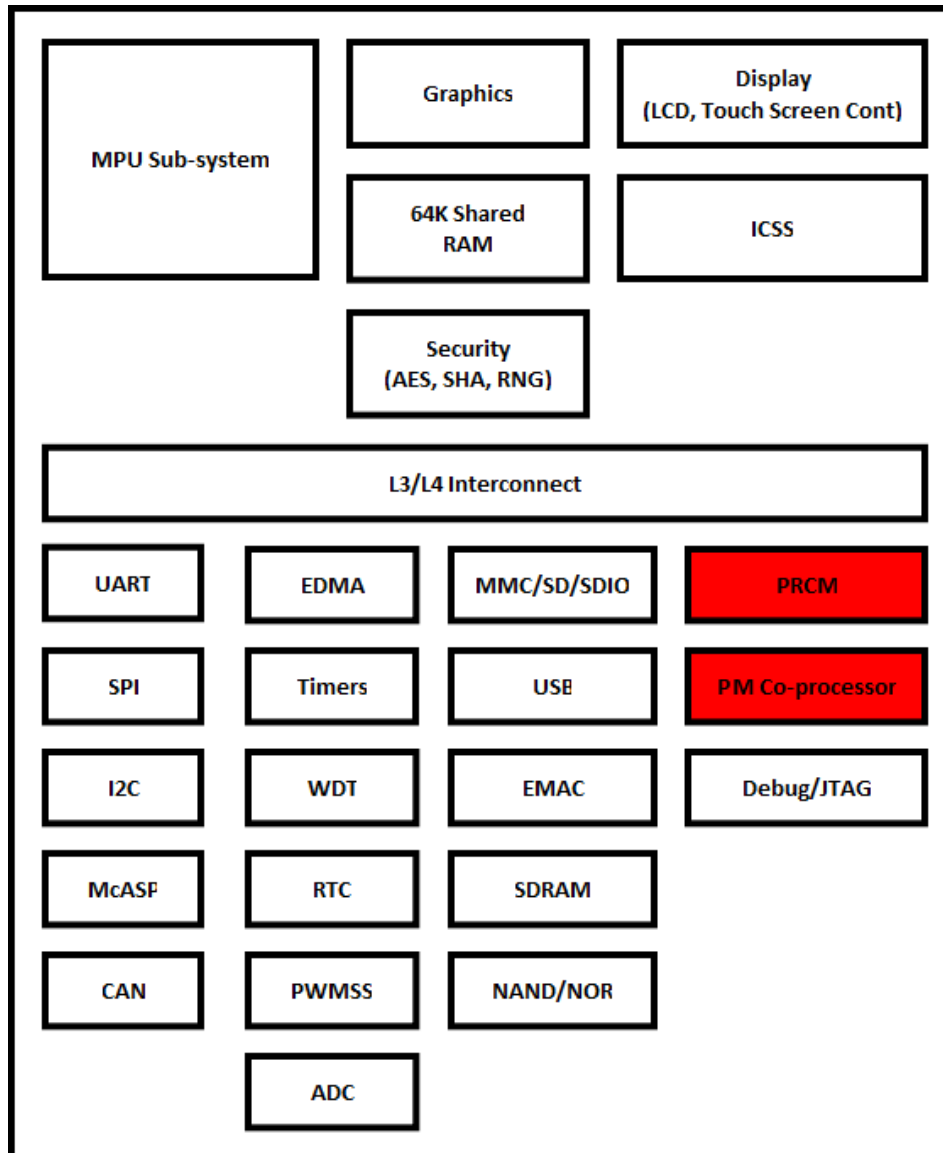 MPU Sub-system
Graphics
Display
(LCD, Touch Screen Cont)
64K Shared
RAM
ICSS
Security
(AES, SHA, RNG)
L3/L4 Interconnect
UART
EDMA
MMC/SD/SDIO
PRCM
SPI
Timers
USB
PM Co-processor
I2C
WDT
EMAC
Debug/JTAG
McASP
RTC
SDRAM
CAN
PWMSS
NAND/NOR
ADC